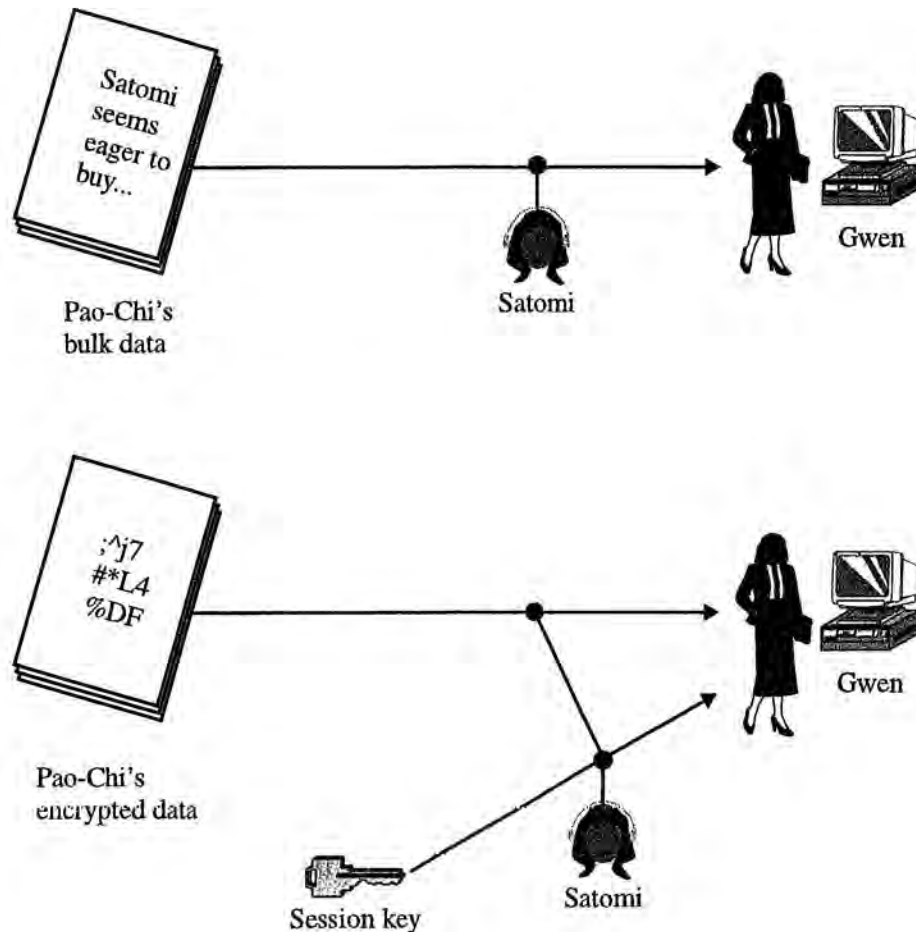 Satomi
seems
eager to
buy...
Gwen
Satomi
Pao-Chi's
bulk data
;^j7
#*L4
%DF
Gwen
Pao-Chi's
encrypted data
Satomi
Session key